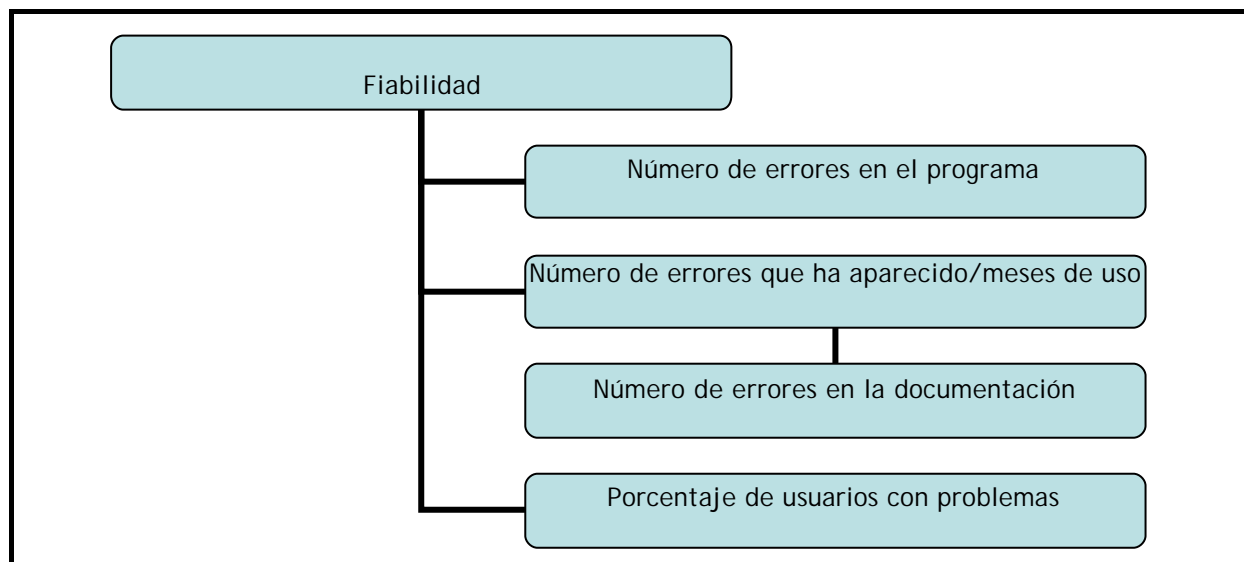 Fiabilidad
Número de errores en el programa
Número de errores que ha aparecido/meses de uso
Número de errores en la documentación
Porcentaje de usuarios con problemas